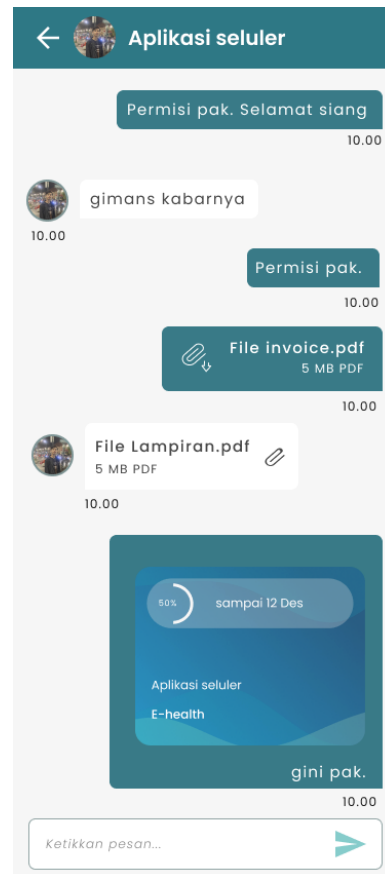 Aplikasi seluler
Permisi pak. Selamat siang
10.00
gimans kabarnya
10.00
Permisi pak.
10.00
File invoice.pdf
5 MB PDF
10.00
File Lampiran.pdf
5 MB PDF
10.00
50%
sampai 12 Des
Aplikasi seluler
E-health
gini pak.
10.00
Ketikkan pesan...